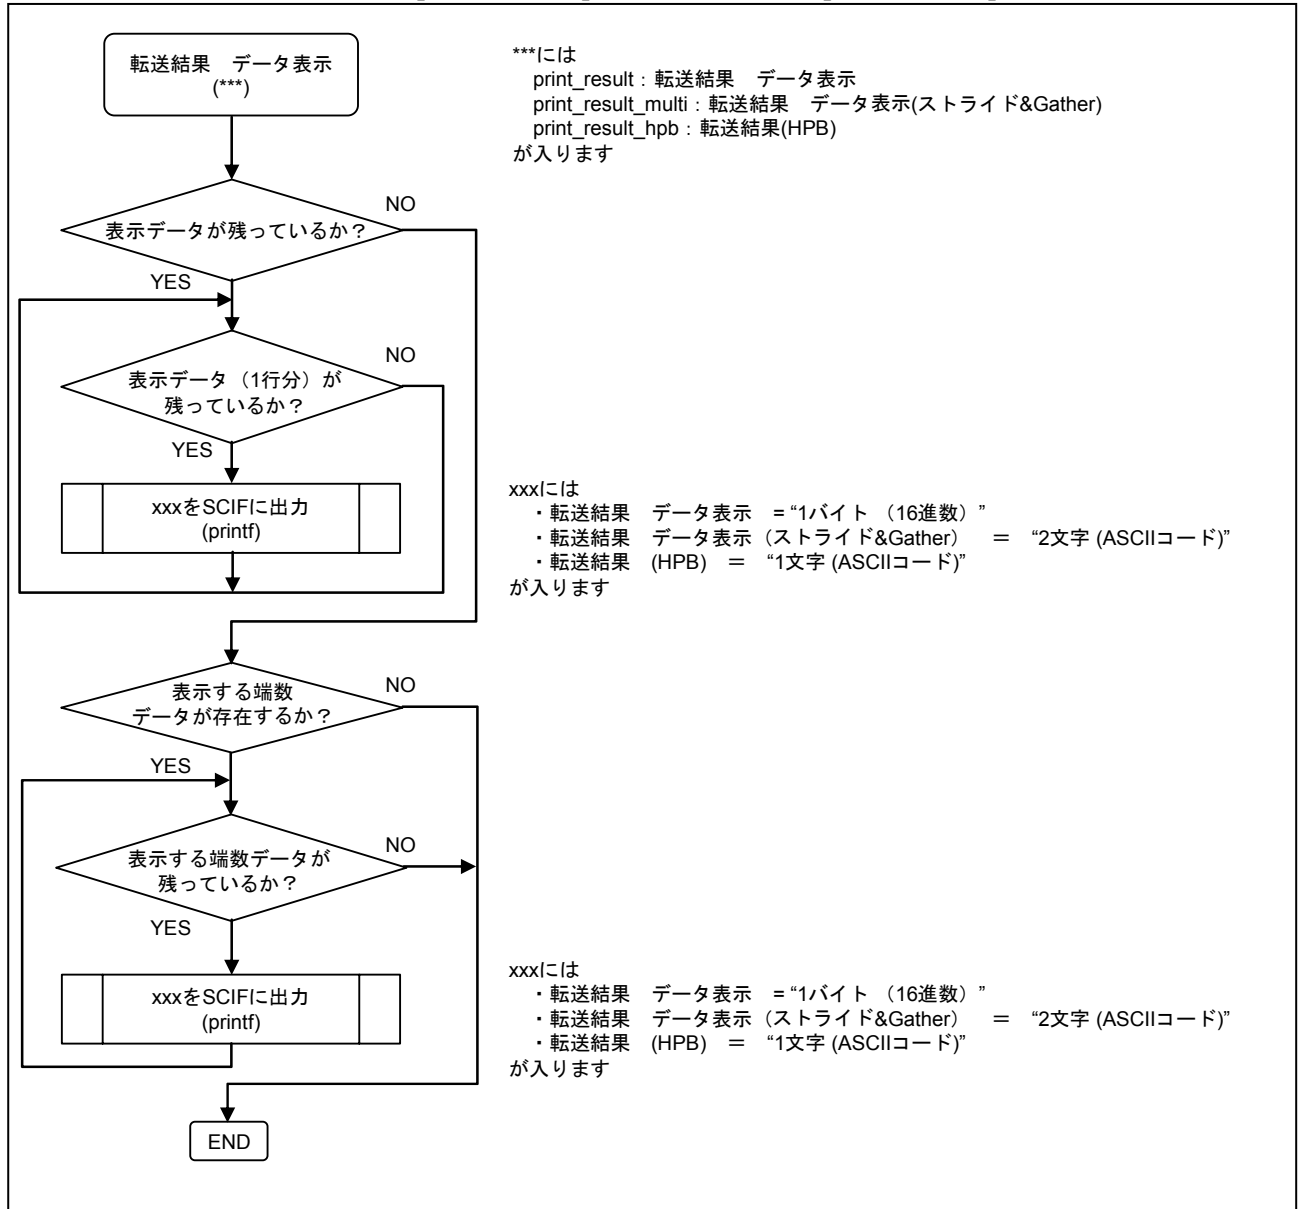 転送結果　データ表示
(***)
***には
print_result：転送結果　データ表示
print_result_multi：転送結果　データ表示(ストライド&Gather)
print_result_hpb：転送結果(HPB)
が入ります
表示データが残っているか？
NO
YES
表示データ（1行分）が
残っているか？
NO
YES
xxxをSCIFに出力
(printf)
xxxには
・転送結果　データ表示　= “1バイト （16進数）”
・転送結果　データ表示（ストライド&Gather）　＝　“2文字 (ASCIIコード)”
・転送結果　(HPB)　＝　“1文字 (ASCIIコード)”
が入ります
表示する端数
データが存在するか？
NO
YES
表示する端数データが
残っているか？
NO
YES
xxxをSCIFに出力
(printf)
xxxには
・転送結果　データ表示　= “1バイト （16進数）”
・転送結果　データ表示（ストライド&Gather）　＝　“2文字 (ASCIIコード)”
・転送結果　(HPB)　＝　“1文字 (ASCIIコード)”
が入ります
END